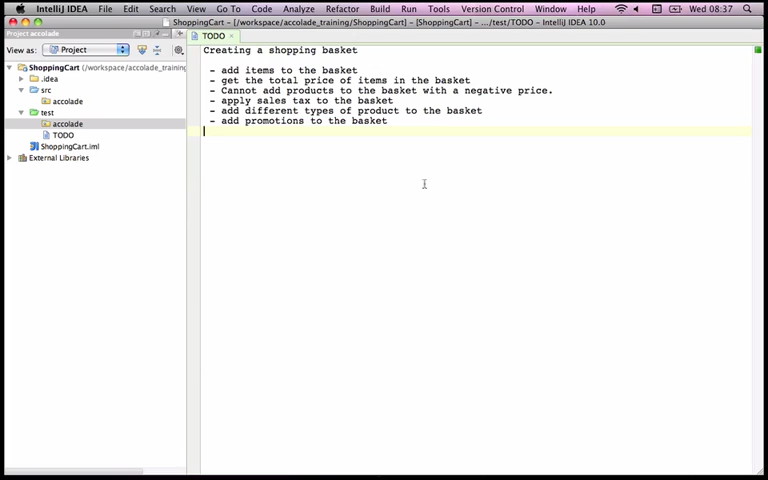 IntelliJ IDEA File Edit Search View Go To Code Analyze Refactor Build Run Tools Version Control Window Help Wed 08:37
ShoppingCart – [/workspace/accolade_training/ShoppingCart] – [ShoppingCart] – .../test/TODO – IntelliJ IDEA 10.0
Project accolade
TODO
View as: Project
Creating a shopping basket
ShoppingCart (/workspace/accolade_training
.idea
src
accolade
test
accolade
TODO
ShoppingCart.iml
External Libraries
- add items to the basket
- get the total price of items in the basket
- Cannot add products to the basket with a negative price.
- apply sales tax to the basket
- add different types of product to the basket
- add promotions to the basket